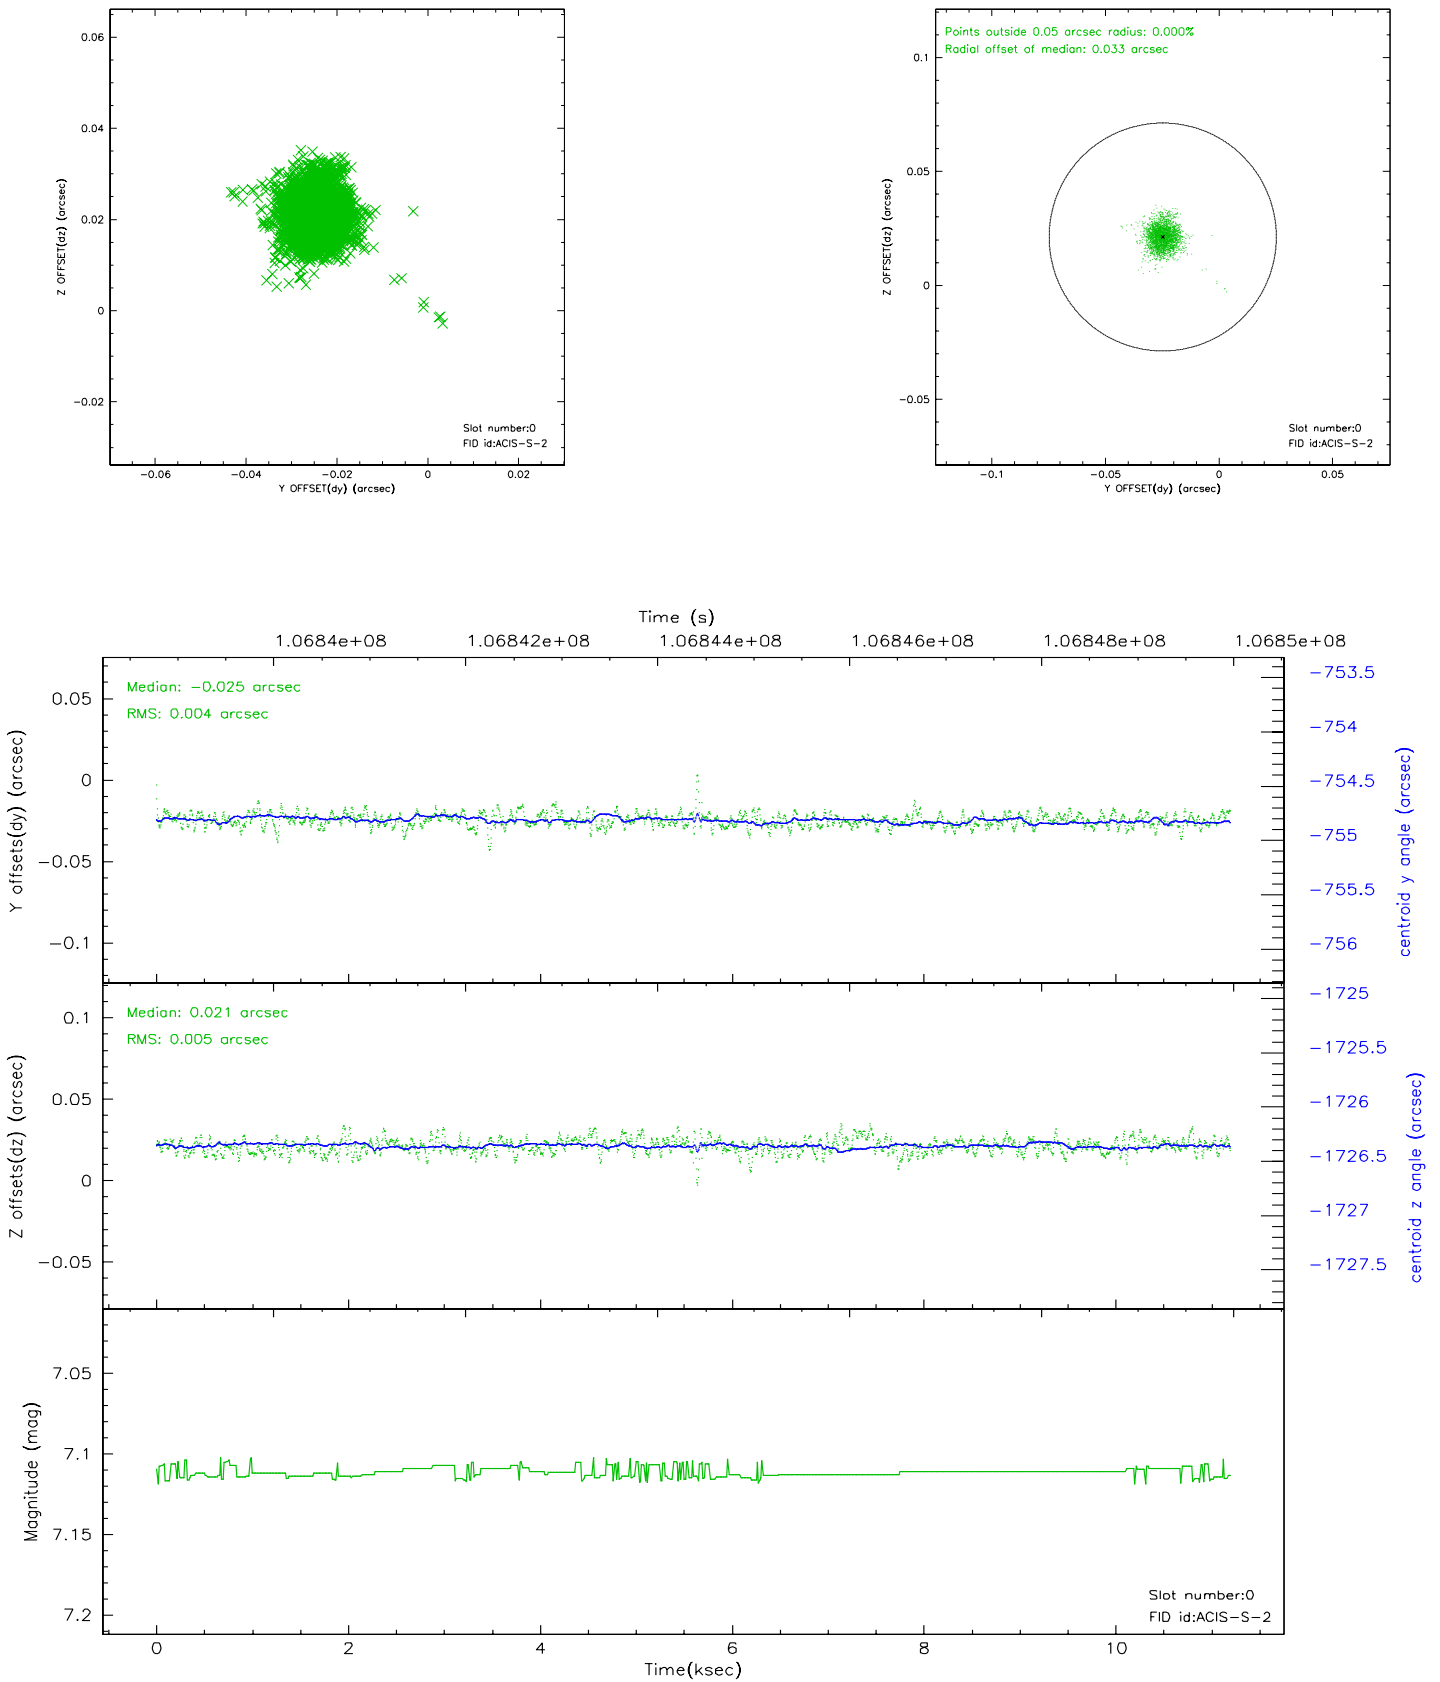 0.06
0.04
0.02
0
−0.02
Z OFFSET(dz) (arcsec)
Slot number:0
FID id:ACIS−S−2
−0.06 −0.04 −0.02 0 0.02
Y OFFSET(dy) (arcsec)
Points outside 0.05 arcsec radius: 0.000%
Radial offset of median: 0.033 arcsec
0.1
0.05
0
−0.05
Z OFFSET(dz) (arcsec)
Slot number:0
FID id:ACIS−S−2
−0.1 −0.05 0 0.05
Y OFFSET(dy) (arcsec)
Time (s)
1.0684e+08 1.06842e+08 1.06844e+08 1.06846e+08 1.06848e+08 1.0685e+08
Median: −0.025 arcsec
RMS: 0.004 arcsec
0.05
0
−0.05
−0.1
Y offsets(dy) (arcsec)
−753.5
−754
−754.5
−755
−755.5
−756
centroid y angle (arcsec)
Median: 0.021 arcsec
RMS: 0.005 arcsec
0.1
0.05
0
−0.05
Z offsets(dz) (arcsec)
−1725
−1725.5
−1726
−1726.5
−1727
−1727.5
centroid z angle (arcsec)
7.05
7.1
7.15
7.2
Magnitude (mag)
Slot number:0
FID id:ACIS−S−2
0 2 4 6 8 10
Time(ksec)